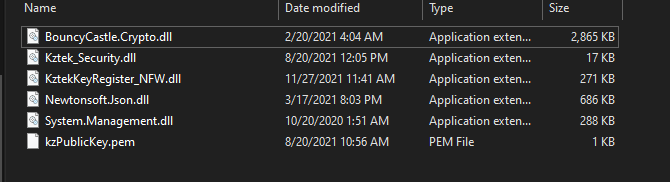 Name Date modified Type Size
BouncyCastle.Crypto.dll 2/20/2021 4:04 AM Application exten... 2,865 KB
Kztek_Security.dll 8/20/2021 12:05 PM Application exten... 17 KB
KztekKeyRegister_NFW.dll 11/27/2021 11:41 AM Application exten... 271 KB
Newtonsoft.Json.dll 3/17/2021 8:03 PM Application exten... 686 KB
System.Management.dll 10/20/2020 1:51 AM Application exten... 288 KB
kzPublicKey.pem 8/20/2021 10:56 AM PEM File 1 KB